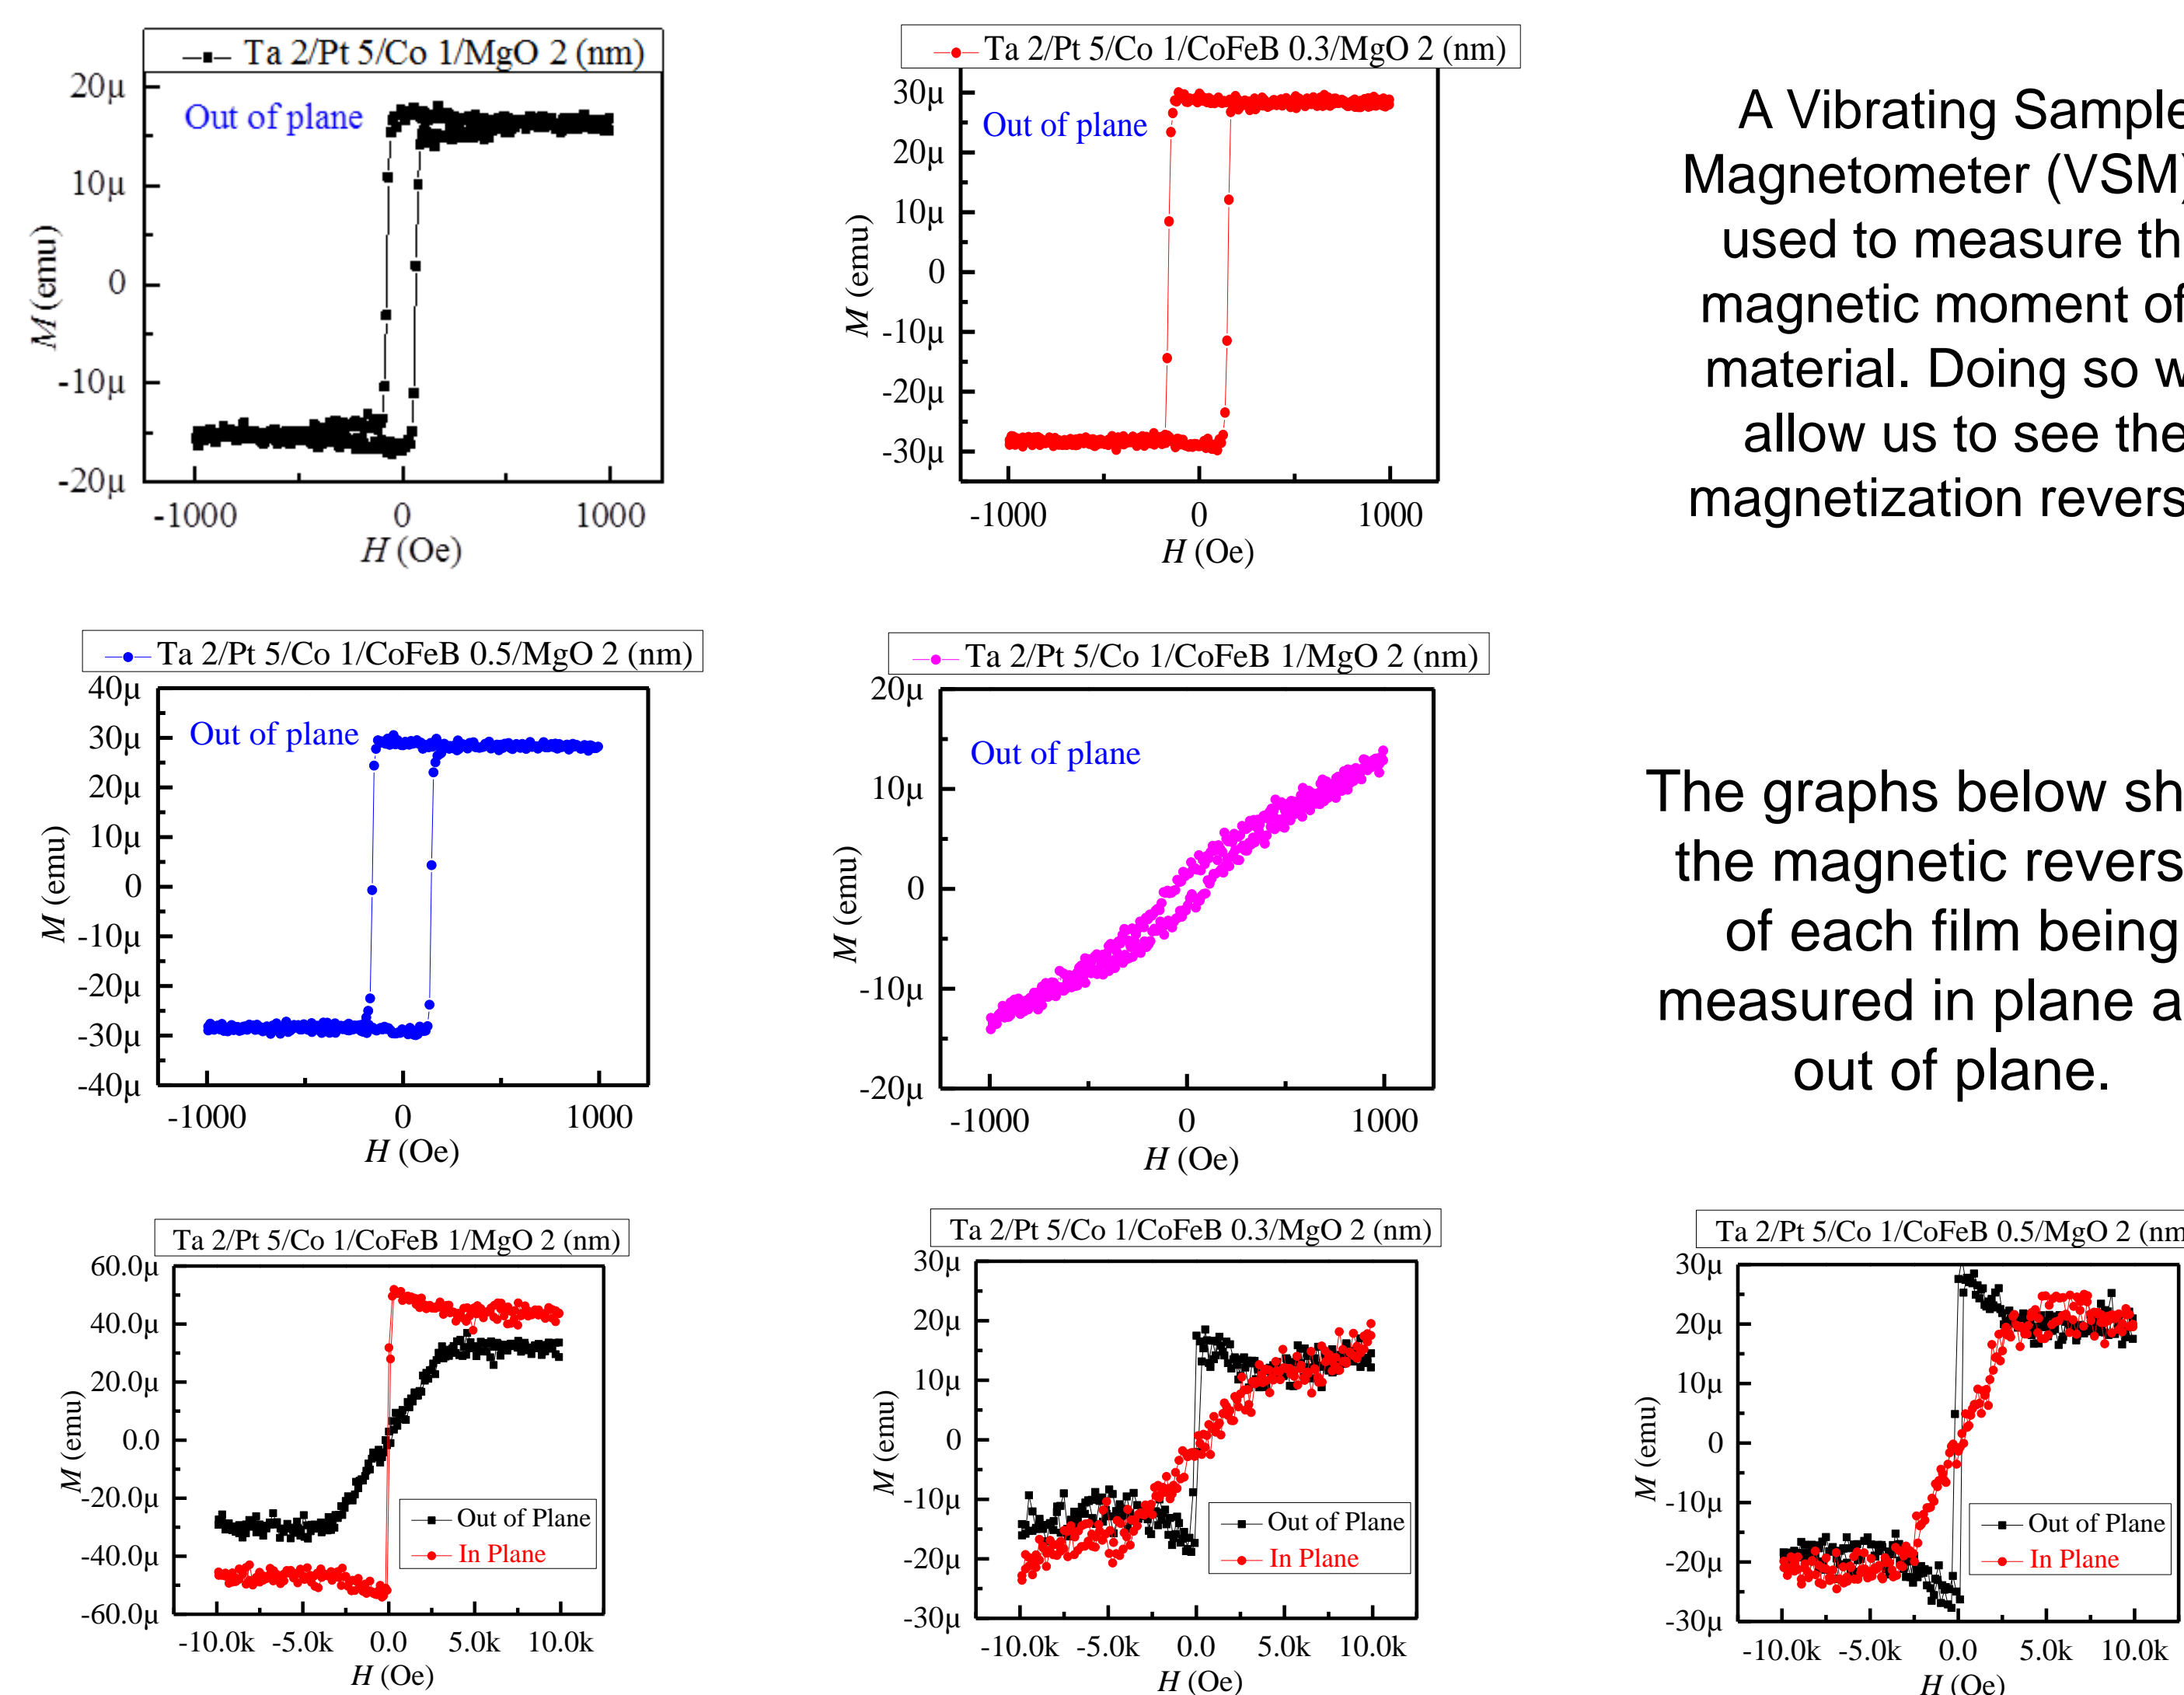 Ta 2/Pt 5/Co 1/MgO 2 (nm)
Out of plane
20µ
10µ
0
-10µ
-20µ
M (emu)
-1000 0 1000
H (Oe)
Ta 2/Pt 5/Co 1/CoFeB 0.3/MgO 2 (nm)
Out of plane
30µ
20µ
10µ
0
-10µ
-20µ
-30µ
M (emu)
-1000 0 1000
H (Oe)
A Vibrating Sample
Magnetometer (VSM)
used to measure th
magnetic moment of
material. Doing so w
allow us to see the
magnetization revers
Ta 2/Pt 5/Co 1/CoFeB 0.5/MgO 2 (nm)
Out of plane
40µ
30µ
20µ
10µ
0
-10µ
-20µ
-30µ
-40µ
M (emu)
-1000 0 1000
H (Oe)
Ta 2/Pt 5/Co 1/CoFeB 1/MgO 2 (nm)
Out of plane
20µ
10µ
0
-10µ
-20µ
M (emu)
-1000 0 1000
H (Oe)
The graphs below sh
the magnetic revers
of each film being
measured in plane a
out of plane.
Ta 2/Pt 5/Co 1/CoFeB 1/MgO 2 (nm)
60.0µ
40.0µ
20.0µ
0.0
-20.0µ
-40.0µ
-60.0µ
M (emu)
Out of Plane
In Plane
-10.0k -5.0k 0.0 5.0k 10.0k
H (Oe)
Ta 2/Pt 5/Co 1/CoFeB 0.3/MgO 2 (nm)
30µ
20µ
10µ
0
-10µ
-20µ
-30µ
M (emu)
Out of Plane
In Plane
-10.0k -5.0k 0.0 5.0k 10.0k
H (Oe)
Ta 2/Pt 5/Co 1/CoFeB 0.5/MgO 2 (nm
30µ
20µ
10µ
0
-10µ
-20µ
-30µ
M (emu)
Out of Plane
In Plane
-10.0k -5.0k 0.0 5.0k 10.0k
H (Oe)